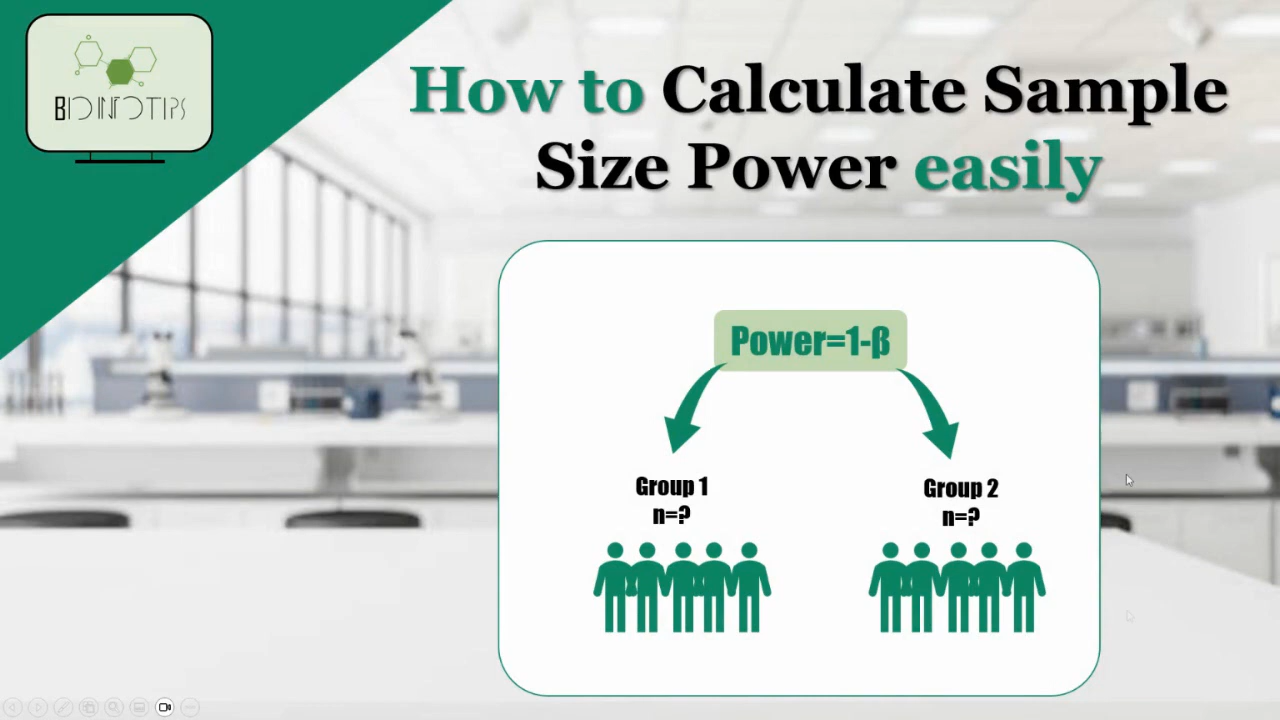 BIOINFOTIPS
How to Calculate Sample
Size Power easily
Power=1-β
Group 1
n=?
Group 2
n=?